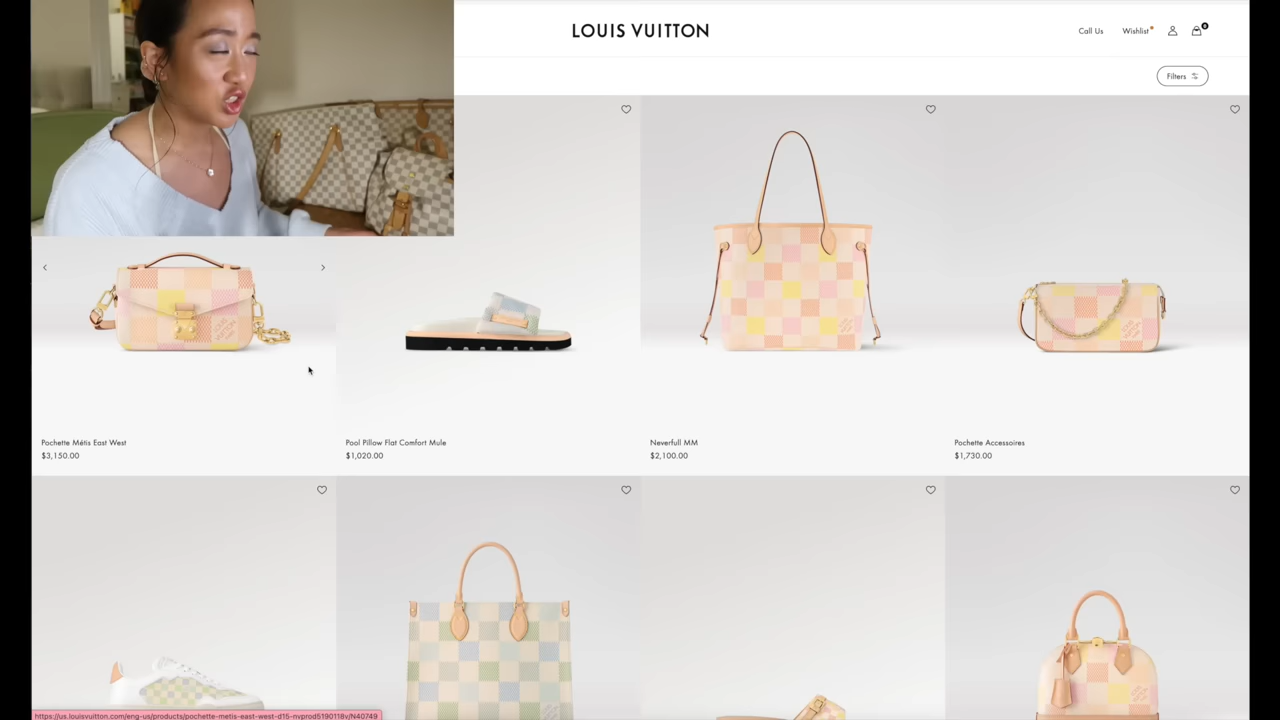 LOUIS VUITTON
Call Us
Wishlist
0
Filters
Pochette Métis East West
$3,150.00
Pool Pillow Flat Comfort Mule
$1,020.00
Neverfull MM
$2,100.00
Pochette Accessoires
$1,730.00
https://us.louisvuitton.com/eng-us/products/pochette-metis-east-west-d15-nvprod5190118v/N40749